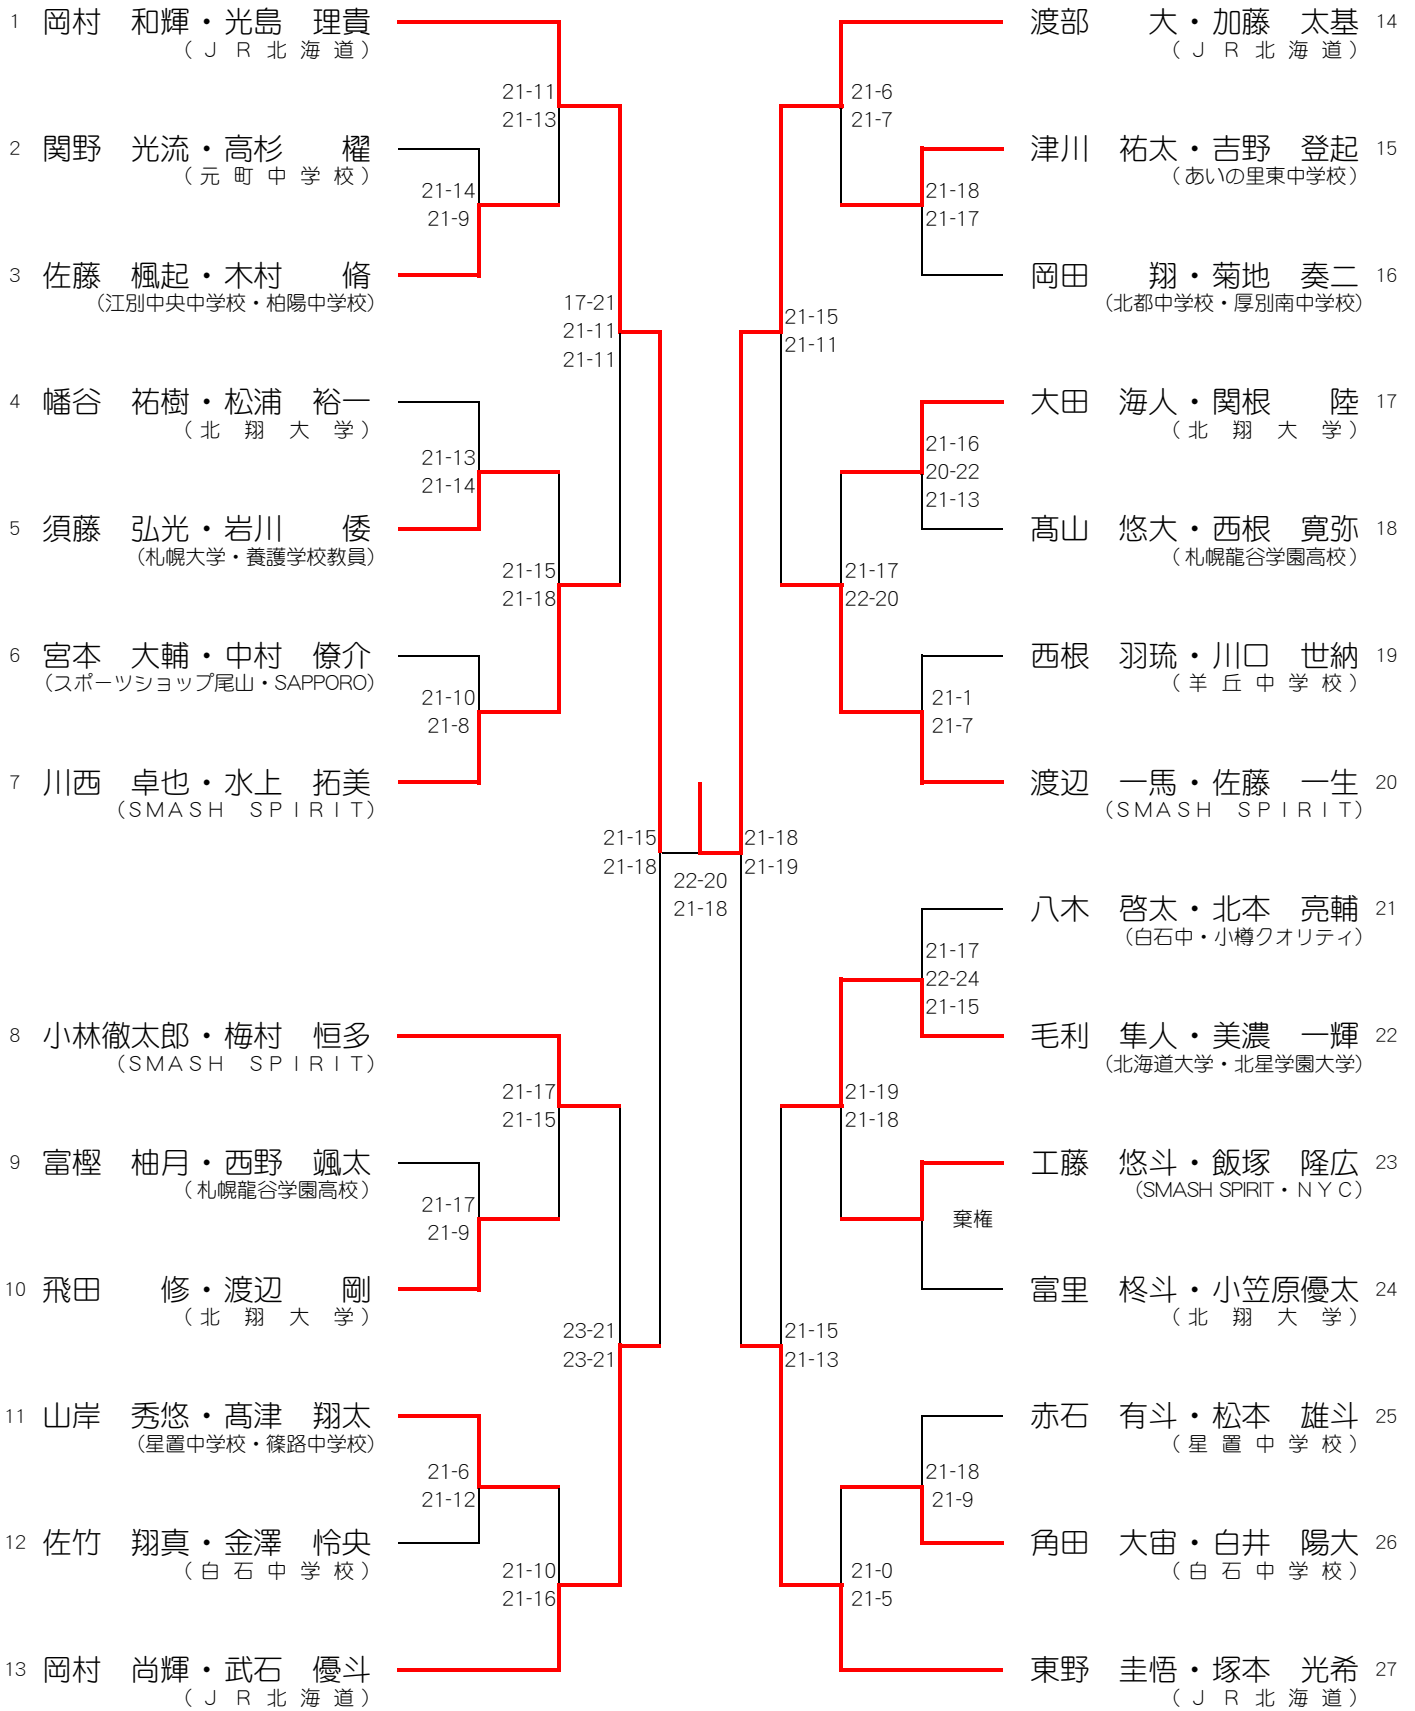 1 岡村　和輝・光島　理貴
（ＪＲ北海道）
21-11
21-13
2 関野　光流・高杉　　櫂
（元町中学校）
21-14
21-9
3 佐藤　楓起・木村　　脩
（江別中央中学校・柏陽中学校）
17-21
21-11
21-11
4 幡谷　祐樹・松浦　裕一
（北翔大学）
21-13
21-14
5 須藤　弘光・岩川　　倭
（札幌大学・養護学校教員）
21-15
21-18
6 宮本　大輔・中村　僚介
（スポーツショップ尾山・SAPPORO）
21-10
21-8
7 川西　卓也・水上　拓美
（SMASH　SPIRIT）
21-15
21-18
22-20
21-18
8 小林徹太郎・梅村　恒多
（SMASH　SPIRIT）
21-17
21-15
9 富樫　柚月・西野　颯太
（札幌龍谷学園高校）
21-17
21-9
10 飛田　　修・渡辺　　剛
（北翔大学）
23-21
23-21
11 山岸　秀悠・髙津　翔太
（星置中学校・篠路中学校）
21-6
21-12
12 佐竹　翔真・金澤　怜央
（白石中学校）
21-10
21-16
13 岡村　尚輝・武石　優斗
（ＪＲ北海道）
渡部　　大・加藤　太基 14
（ＪＲ北海道）
21-6
21-7
津川　祐太・吉野　登起 15
（あいの里東中学校）
21-18
21-17
岡田　　翔・菊地　奏二 16
（北都中学校・厚別南中学校）
21-15
21-11
大田　海人・関根　　陸 17
（北翔大学）
21-16
20-22
21-13
髙山　悠大・西根　寛弥 18
（札幌龍谷学園高校）
21-17
22-20
西根　羽琉・川口　世納 19
（羊丘中学校）
21-1
21-7
渡辺　一馬・佐藤　一生 20
（SMASH　SPIRIT）
21-18
21-19
八木　啓太・北本　亮輔 21
（白石中・小樽クオリティ）
21-17
22-24
21-15
毛利　隼人・美濃　一輝 22
（北海道大学・北星学園大学）
21-19
21-18
工藤　悠斗・飯塚　隆広 23
（SMASH SPIRIT・ＮＹＣ）
棄権
富里　柊斗・小笠原優太 24
（北翔大学）
21-15
21-13
赤石　有斗・松本　雄斗 25
（星置中学校）
21-18
21-9
角田　大宙・白井　陽大 26
（白石中学校）
21-0
21-5
東野　圭悟・塚本　光希 27
（ＪＲ北海道）